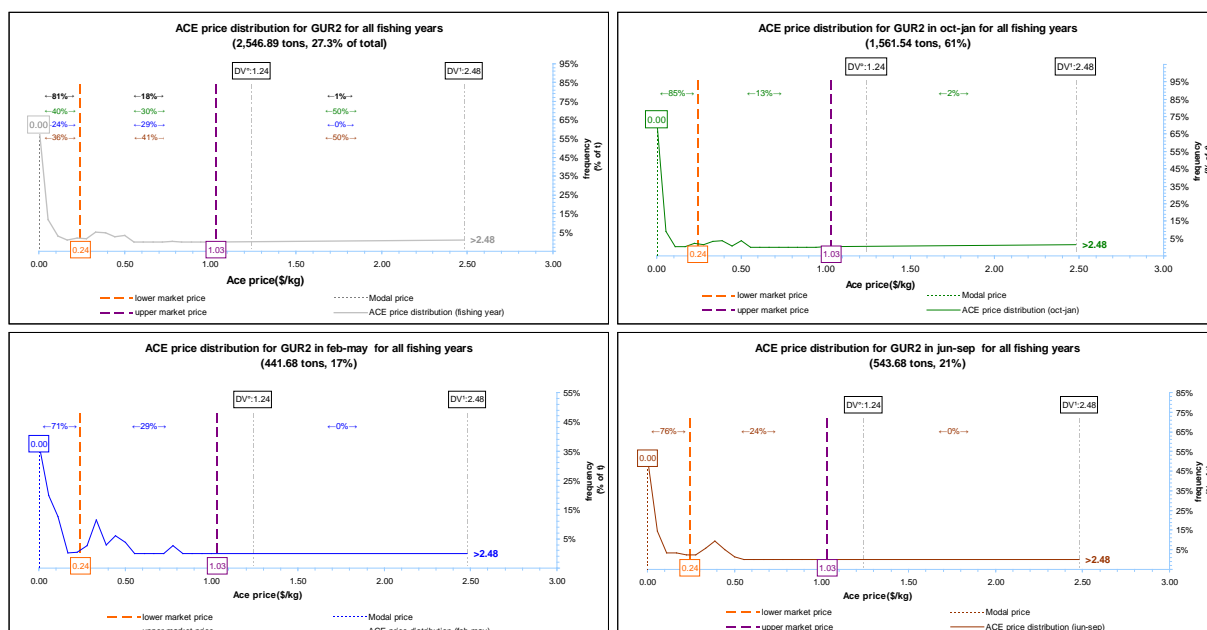 ACE price distribution for GUR2 for all fishing years
(2,546.89 tons, 27.3% of total)
DV°:1.24
DV¹:2.48
←81%→ ←18%→ ←1%→
←40%→ ←30%→ ←50%→
←24%→ ←29%→ ←0%→
←36%→ ←41%→ ←50%→
0.00
95%
85%
75%
65%
55%
45%
35%
25%
15%
5%
frequency
(% of t)
>2.48
0.24
1.03
0.00 0.50 1.00 1.50 2.00 2.50 3.00
Ace price($/kg)
lower market price
Modal price
upper market price
ACE price distribution (fishing year)
ACE price distribution for GUR2 in oct-jan for all fishing years
(1,561.54 tons, 61%)
DV°:1.24
DV¹:2.48
←85%→ ←13%→ ←2%→
0.00
95%
85%
75%
65%
55%
45%
35%
25%
15%
5%
frequency
>2.48
0.24
1.03
0.00 0.50 1.00 1.50 2.00 2.50 3.00
Ace price($/kg)
lower market price
Modal price
upper market price
ACE price distribution (oct-jan)
ACE price distribution for GUR2 in feb-may for all fishing years
(441.68 tons, 17%)
DV°:1.24
DV¹:2.48
←71%→ ←29%→ ←0%→
0.00
55%
45%
35%
25%
15%
5%
frequency
(% of t)
>2.48
0.24
1.03
0.00 0.50 1.00 1.50 2.00 2.50 3.00
Ace price($/kg)
lower market price
Modal price
upper market price
ACE price distribution (feb-may)
ACE price distribution for GUR2 in jun-sep for all fishing years
(543.68 tons, 21%)
DV°:1.24
DV¹:2.48
←76%→ ←24%→ ←0%→
0.00
85%
75%
65%
55%
45%
35%
25%
15%
5%
frequency
>2.48
0.24
1.03
0.00 0.50 1.00 1.50 2.00 2.50 3.00
Ace price($/kg)
lower market price
Modal price
upper market price
ACE price distribution (jun-sep)